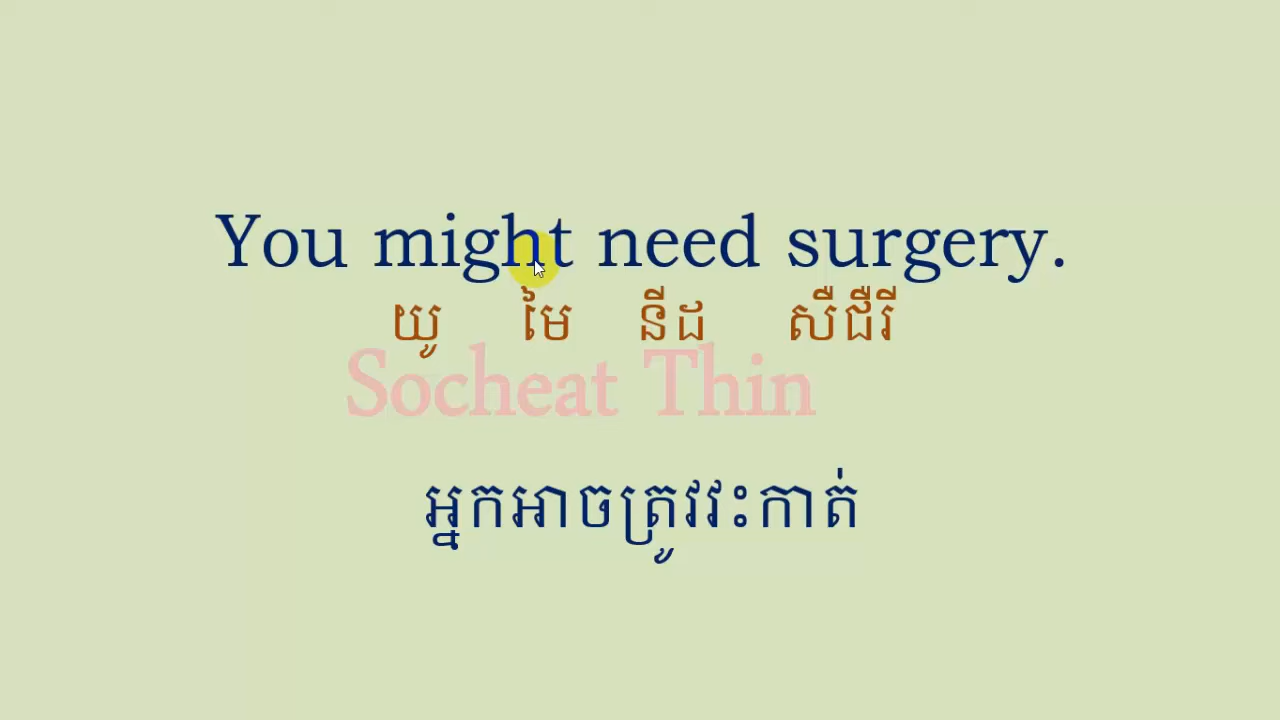 You might need surgery.
យូ មៃ នីដ សឺជឺរី
Socheat Thin
អ្នកអាចត្រូវវះកាត់